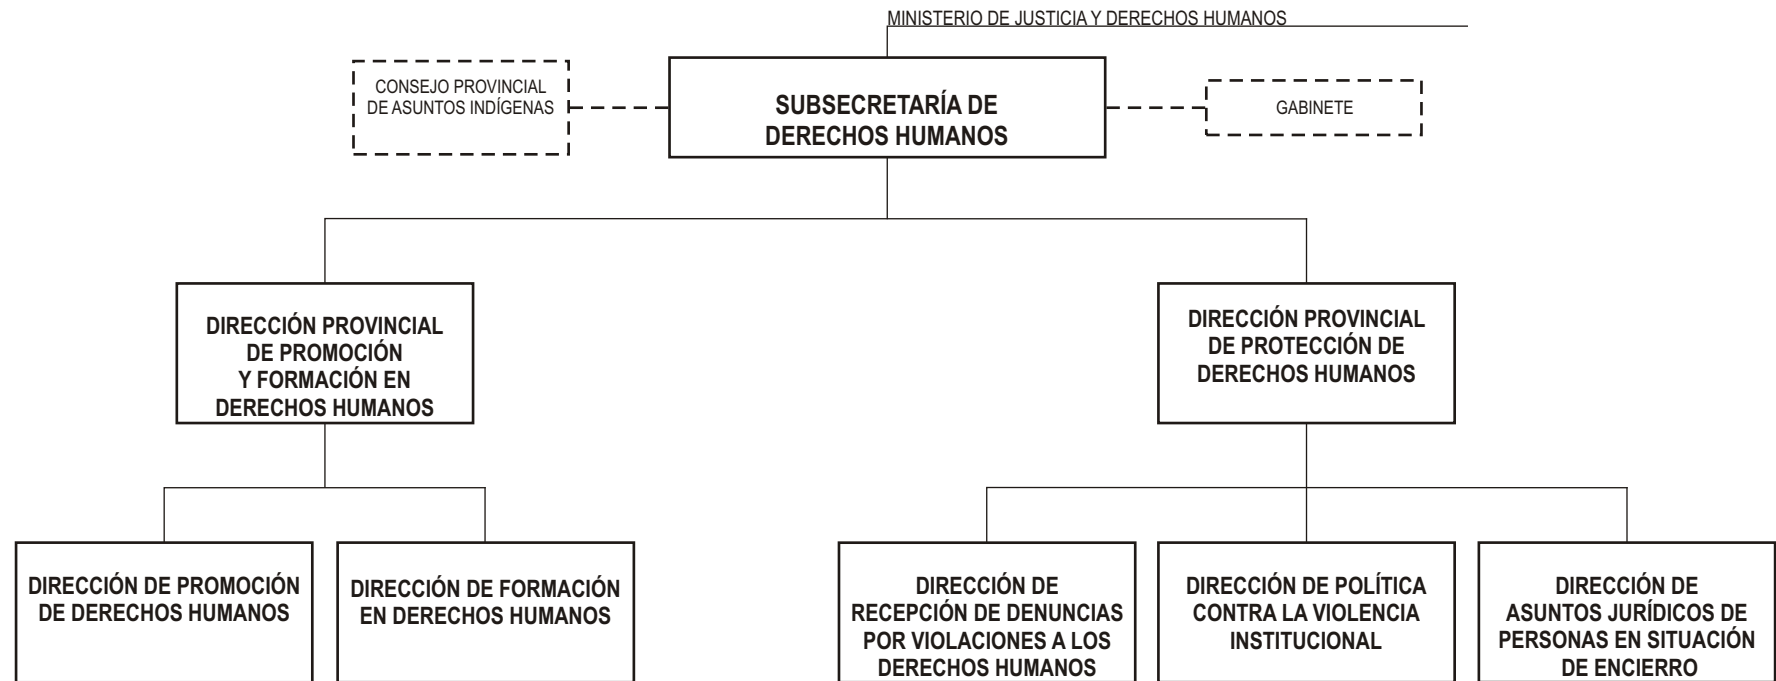 MINISTERIO DE JUSTICIA Y DERECHOS HUMANOS
CONSEJO PROVINCIAL
DE ASUNTOS INDÍGENAS
SUBSECRETARÍA DE
DERECHOS HUMANOS
GABINETE
DIRECCIÓN PROVINCIAL
DE PROMOCIÓN
Y FORMACIÓN EN
DERECHOS HUMANOS
DIRECCIÓN PROVINCIAL
DE PROTECCIÓN DE
DERECHOS HUMANOS
DIRECCIÓN DE PROMOCIÓN
DE DERECHOS HUMANOS
DIRECCIÓN DE FORMACIÓN
EN DERECHOS HUMANOS
DIRECCIÓN DE
RECEPCIÓN DE DENUNCIAS
POR VIOLACIONES A LOS
DERECHOS HUMANOS
DIRECCIÓN DE POLÍTICA
CONTRA LA VIOLENCIA
INSTITUCIONAL
DIRECCIÓN DE
ASUNTOS JURÍDICOS DE
PERSONAS EN SITUACIÓN
DE ENCIERRO